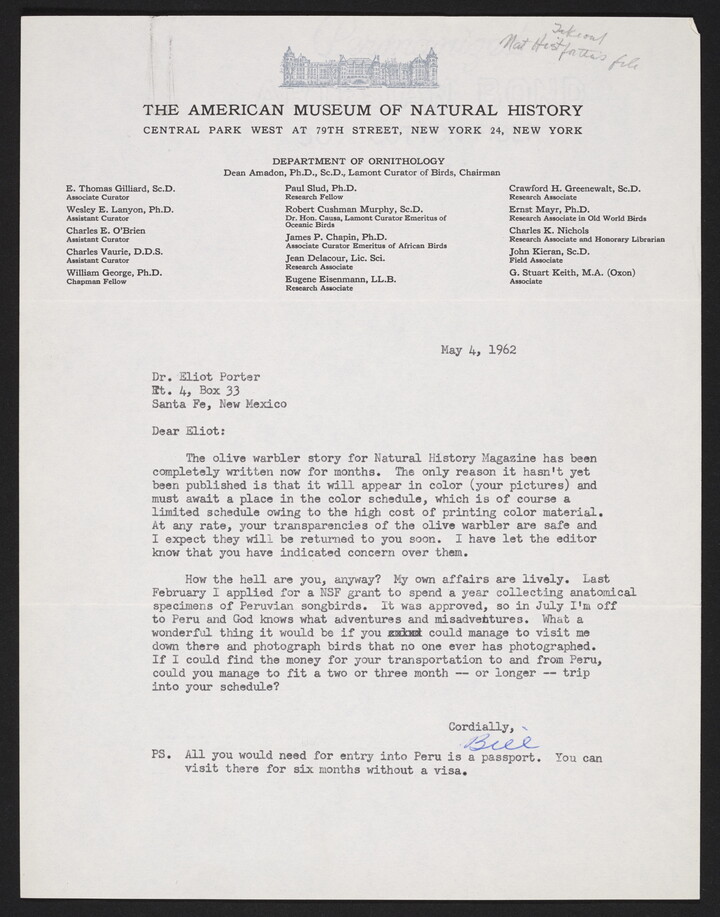 Nat Hist
file
THE AMERICAN MUSEUM OF NATURAL HISTORY
CENTRAL PARK WEST AT 79TH STREET, NEW YORK 24, NEW YORK
DEPARTMENT OF ORNITHOLOGY
Dean Amadon, Ph.D., Sc.D., Lamont Curator of Birds, Chairman
E. Thomas Gilliard, Sc.D.
Associate Curator
Wesley E. Lanyon, Ph.D.
Assistant Curator
Charles E. O'Brien
Assistant Curator
Charles Vaurie, D.D.S.
Assistant Curator
William George, Ph.D.
Chapman Fellow
Paul Slud, Ph.D.
Research Fellow
Robert Cushman Murphy, Sc.D.
Dr. Hon. Causa, Lamont Curator Emeritus of
Oceanic Birds
James P. Chapin, Ph.D.
Associate Curator Emeritus of African Birds
Jean Delacour, Lic. Sci.
Research Associate
Eugene Eisenmann, LL.B.
Research Associate
Crawford H. Greenewalt, Sc.D.
Research Associate
Ernst Mayr, Ph.D.
Research Associate in Old World Birds
Charles K. Nichols
Research Associate and Honorary Librarian
John Kieran, Sc.D.
Field Associate
G. Stuart Keith, M.A. (Oxon)
Associate
May 4, 1962
Dr. Eliot Porter
Rt. 4, Box 33
Santa Fe, New Mexico
Dear Eliot:
The olive warbler story for Natural History Magazine has been
completely written now for months. The only reason it hasn't yet
been published is that it will appear in color (your pictures) and
must await a place in the color schedule, which is of course a
limited schedule owing to the high cost of printing color material.
At any rate, your transparencies of the olive warbler are safe and
I expect they will be returned to you soon. I have let the editor
know that you have indicated concern over them.
How the hell are you, anyway? My own affairs are lively. Last
February I applied for a NSF grant to spend a year collecting anatomical
specimens of Peruvian songbirds. It was approved, so in July I'm off
to Peru and God knows what adventures and misadventures. What a
wonderful thing it would be if you could manage to visit me
down there and photograph birds that no one ever has photographed.
If I could find the money for your transportation to and from Peru,
could you manage to fit a two or three month -- or longer -- trip
into your schedule?
Cordially,
Bill
PS. All you would need for entry into Peru is a passport. You can
visit there for six months without a visa.